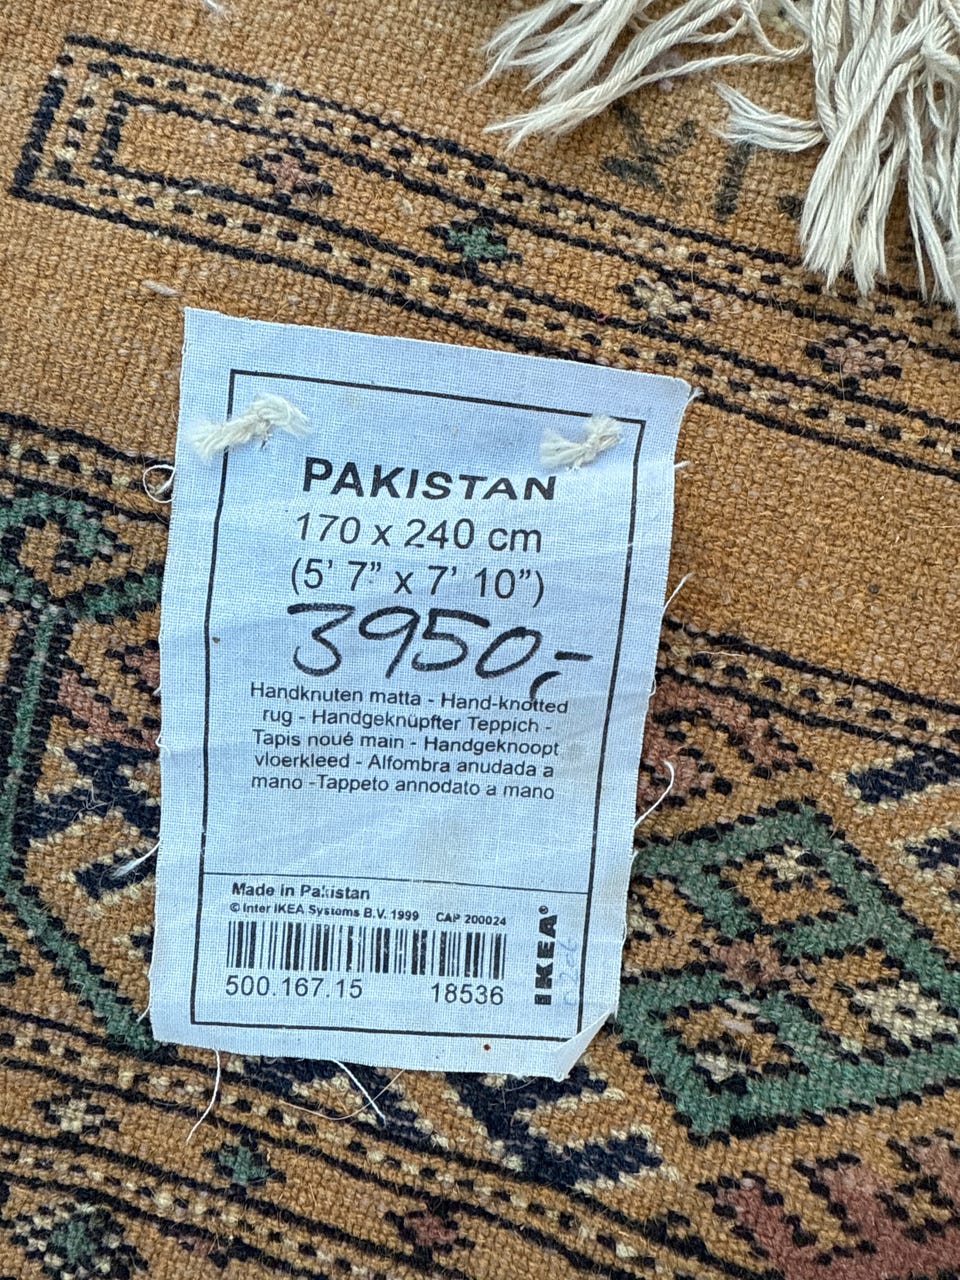 PAKISTAN
170 x 240 cm
(5' 7" x 7' 10")
3950,-
Handknuten matta - Hand-knotted
rug - Handgeknüpfter Teppich -
Tapis noué main - Handgeknoopt
vloerkleed - Alfombra anudada a
mano -Tappeto annodato a mano
Made in Pakistan
© Inter IKEA Systems B.V. 1999 CAP 200024
500.167.15 18536
IKEA®